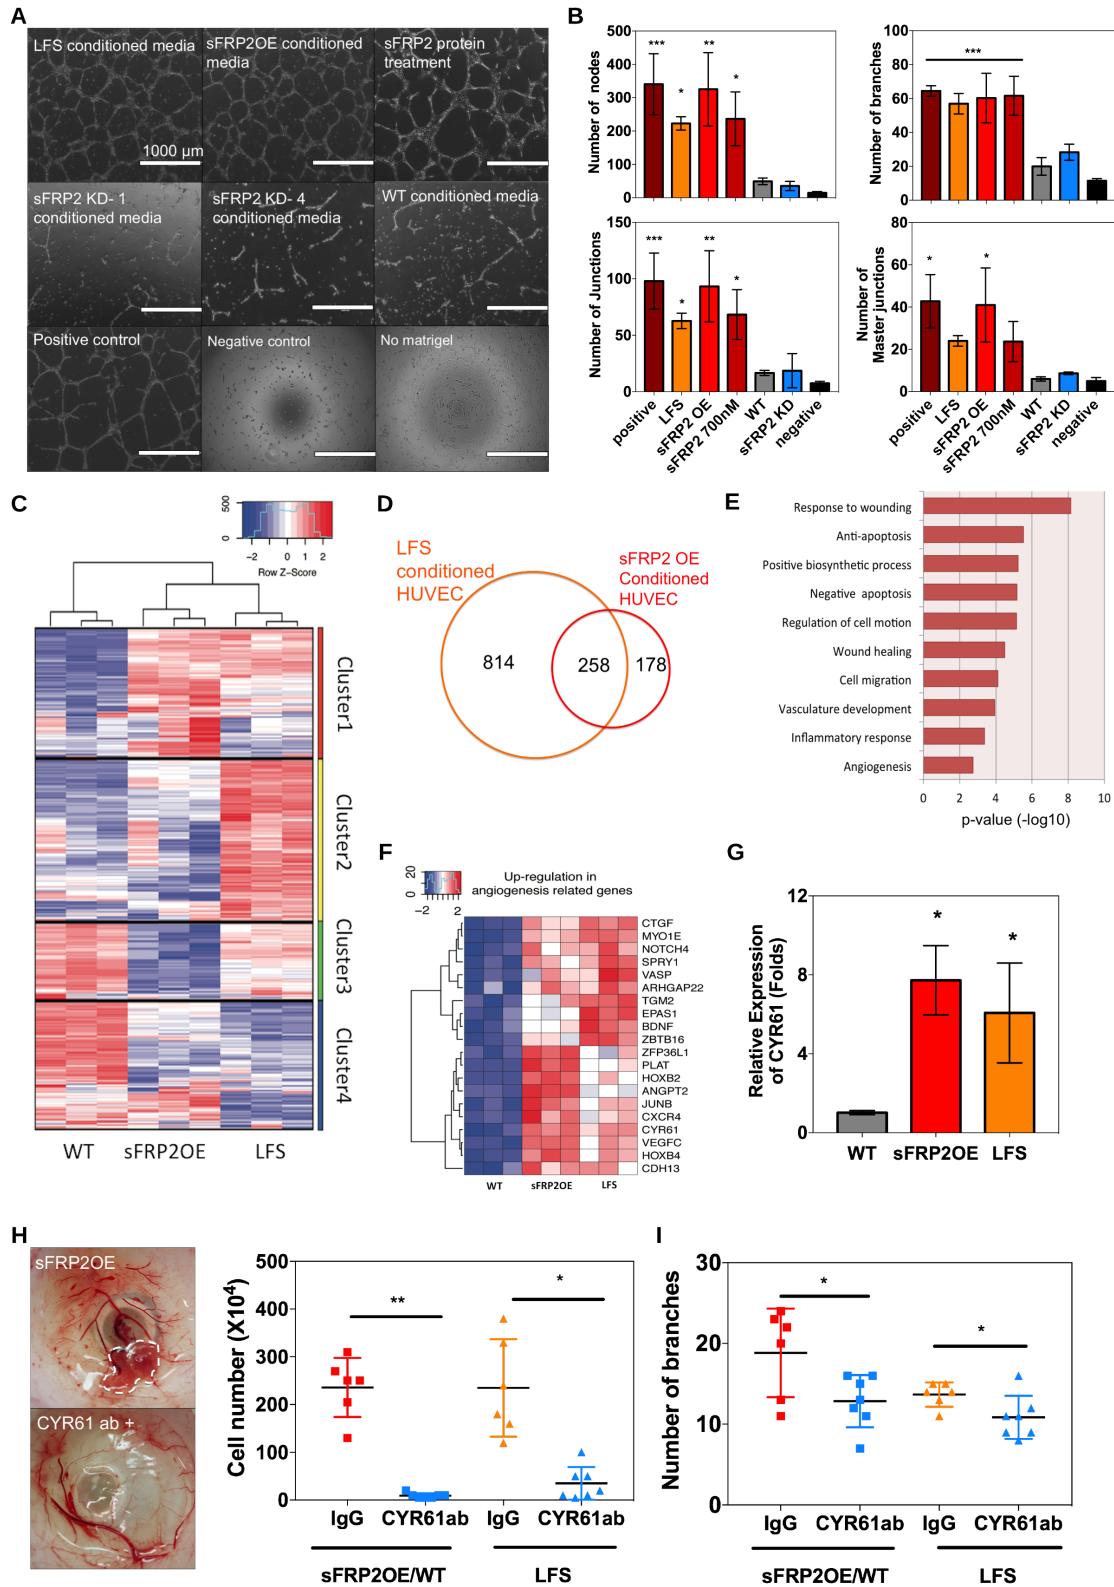 A
LFS conditioned media
sFRP2OE conditioned
media
sFRP2 protein
treatment
1000 µm
sFRP2 KD- 1
conditioned media
sFRP2 KD- 4
conditioned media
WT conditioned media
Positive control
Negative control
No matrigel
B
Number of nodes
500
400
300
200
100
0
***
*
**
*
Number of branches
100
80
60
40
20
0
***
Number of Junctions
150
100
50
0
***
*
**
*
positive
LFS
sFRP2 OE
sFRP2 700nM
WT
sFRP2 KD
negative
Number of
Master junctions
80
60
40
20
0
*
*
positive
LFS
sFRP2 OE
sFRP2 700nM
WT
sFRP2 KD
negative
C
0 500
−2 0 1 2
Row Z−Score
Cluster1
Cluster2
Cluster3
Cluster4
WT sFRP2OE LFS
D
LFS
conditioned
HUVEC
sFRP2 OE
Conditioned
HUVEC
814 258 178
E
Response to wounding
Anti-apoptosis
Positive biosynthetic process
Negative apoptosis
Regulation of cell motion
Wound healing
Cell migration
Vasculature development
Inflammatory response
Angiogenesis
0 2 4 6 8 10
p-value (-log10)
F
0 20
−2 2
Up-regulation in
angiogenesis related genes
CTGF
MYO1E
NOTCH4
SPRY1
VASP
ARHGAP22
TGM2
EPAS1
BDNF
ZBTB16
ZFP36L1
PLAT
HOXB2
ANGPT2
JUNB
CXCR4
CYR61
VEGFC
HOXB4
CDH13
WT sFRP2OE LFS
G
Relative Expression
of CYR61 (Folds)
12
8
4
0
*
*
WT sFRP2OE LFS
H
sFRP2OE
CYR61 ab +
Cell number (X10⁴)
500
400
300
200
100
0
**
*
IgG CYR61ab IgG CYR61ab
sFRP2OE/WT LFS
I
Number of branches
30
20
10
0
*
*
IgG CYR61ab IgG CYR61ab
sFRP2OE/WT LFS